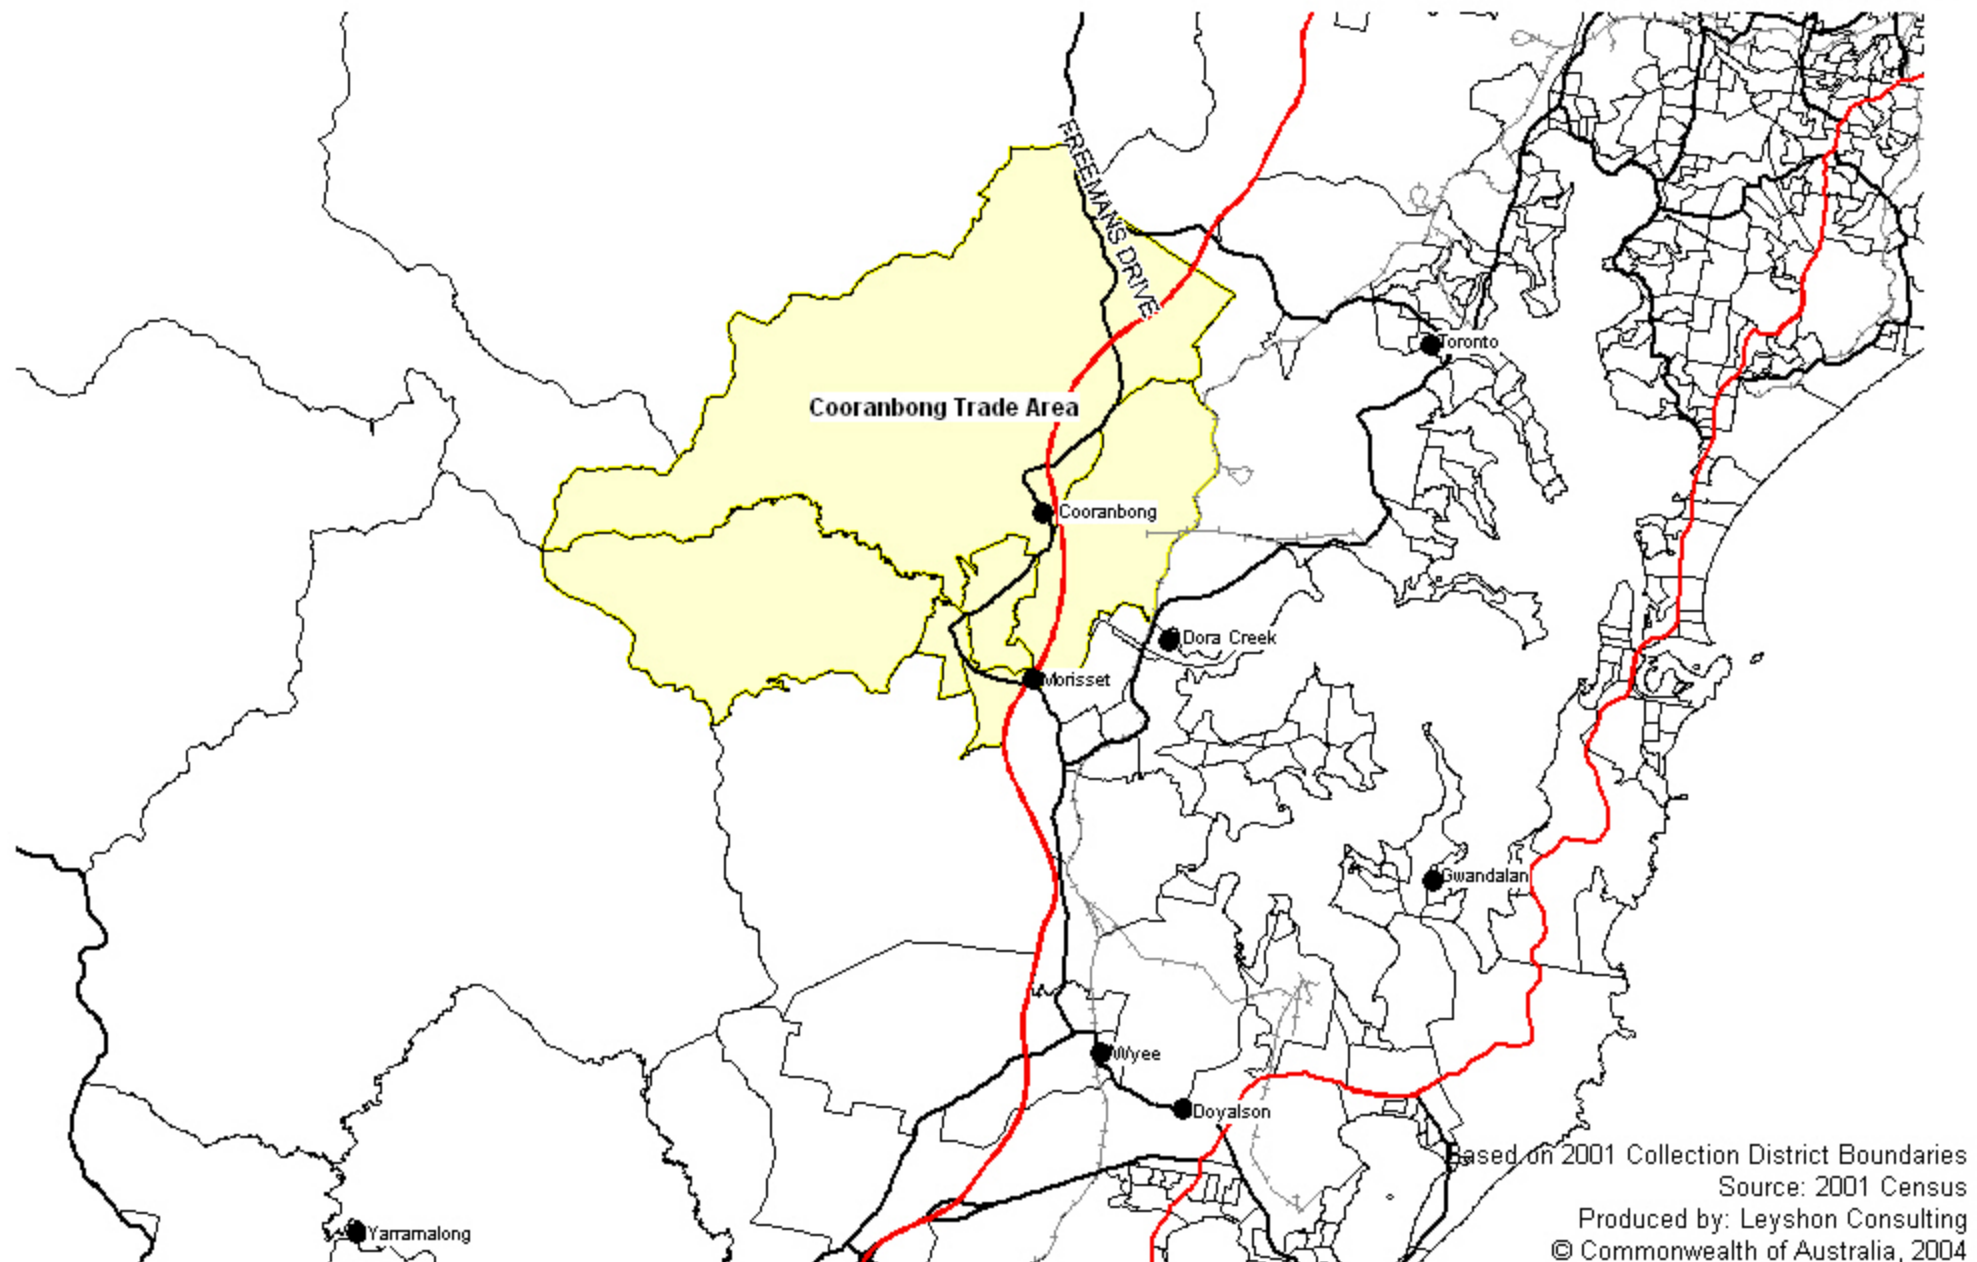 FREEMANS DRIVE
Toronto
Cooranbong Trade Area
Cooranbong
Dora Creek
Morisset
Gwandalan
Wyee
Doyalson
Based on 2001 Collection District Boundaries
Source: 2001 Census
Produced by: Leyshon Consulting
Yarramalong
© Commonwealth of Australia, 2004